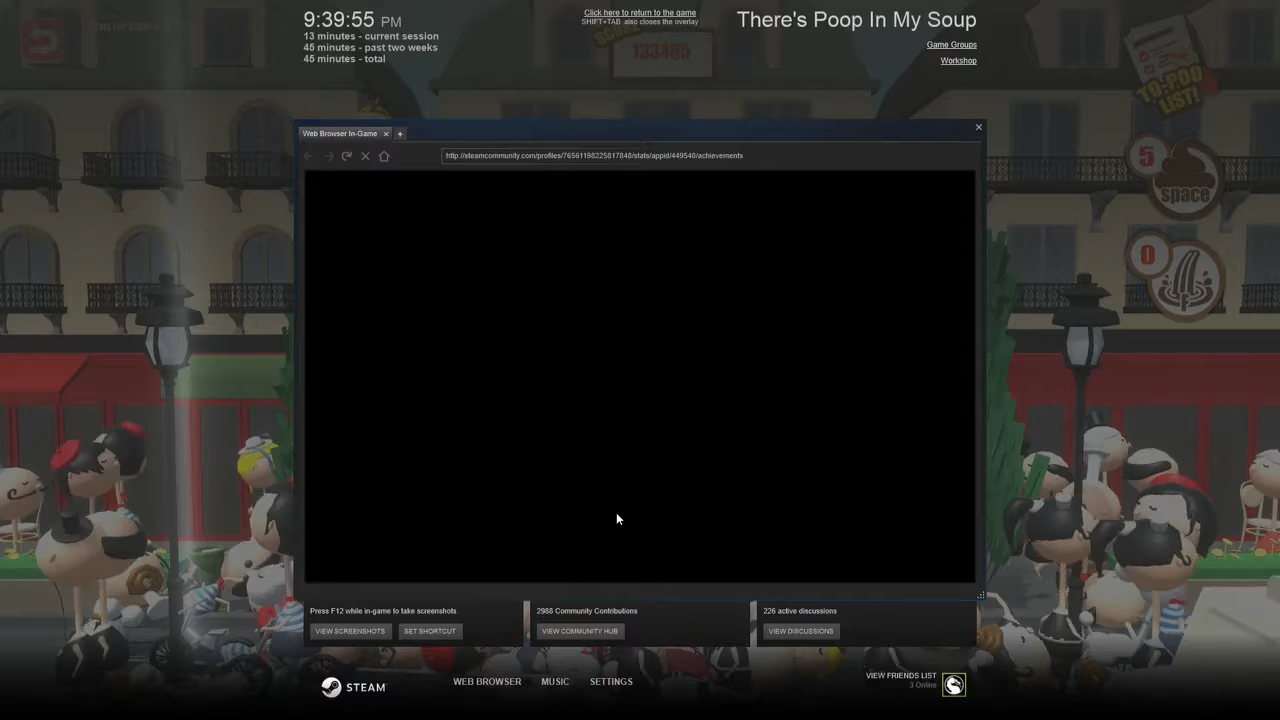 9:39:55 PM
13 minutes - current session
45 minutes - past two weeks
45 minutes - total
Click here to return to the game
SHIFT+TAB also closes the overlay
There's Poop In My Soup
Game Groups
Workshop
133465
TO-POO
LIST!
Web Browser In-Game
http://steamcommunity.com/profiles/76561198225817848/stats/appid/449540/achievements
5
space
0
F
Press F12 while in-game to take screenshots.
VIEW SCREENSHOTS
SET SHORTCUT
2988 Community Contributions
VIEW COMMUNITY HUB
226 active discussions
VIEW DISCUSSIONS
STEAM
WEB BROWSER
MUSIC
SETTINGS
VIEW FRIENDS LIST
3 Online